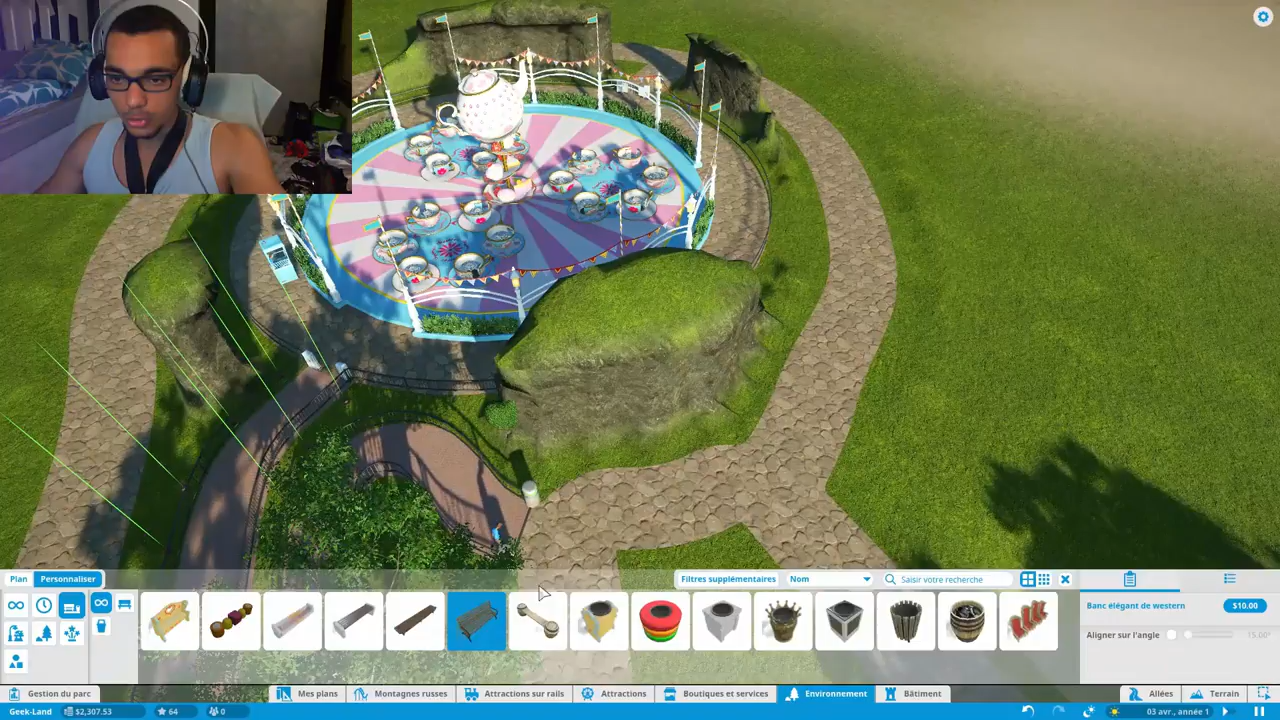 Plan
Personnaliser
Filtres supplémentaires
Nom
Saisir votre recherche
Banc élégant de western
$10.00
Aligner sur l'angle
15,00°
Gestion du parc
Mes plans
Montagnes russes
Attractions sur rails
Attractions
Boutiques et services
Environnement
Bâtiment
Allées
Terrain
Geek-Land
$2,307.53
64
0
03 avr., année 1